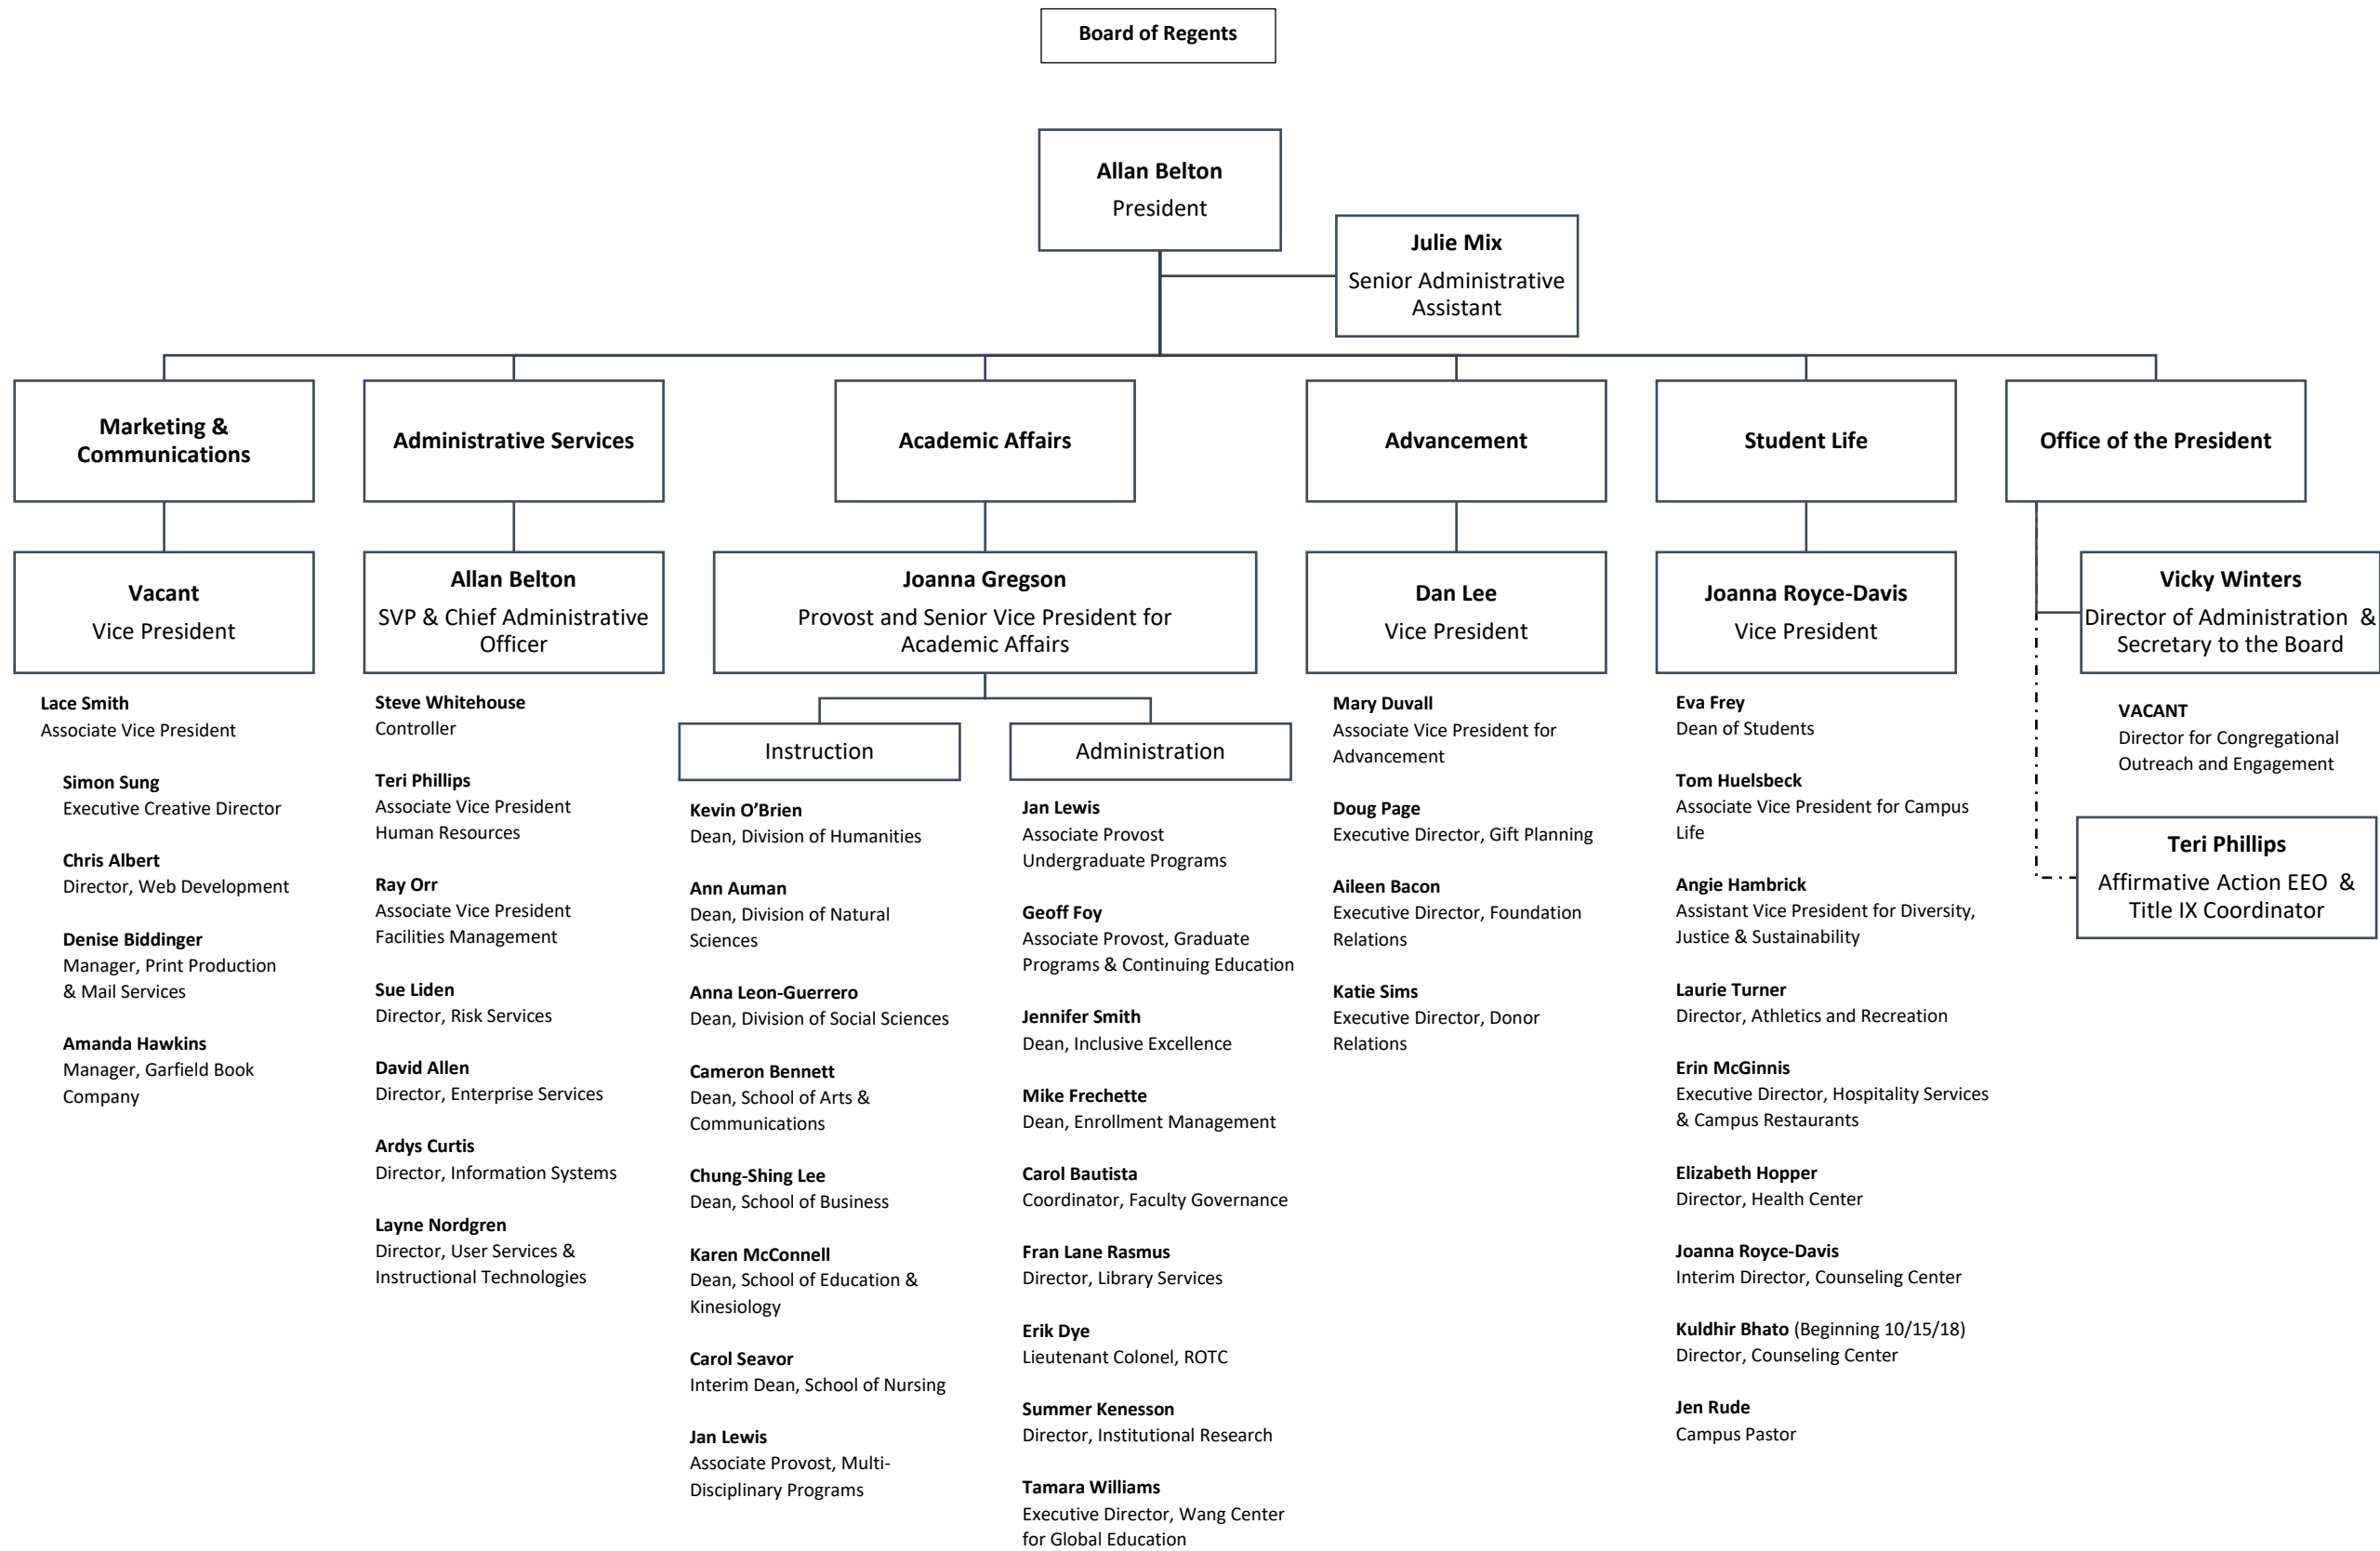 Board of Regents
Allan Belton
President
Julie Mix
Senior Administrative
Assistant
Marketing &
Communications
Administrative Services
Academic Affairs
Advancement
Student Life
Office of the President
Vacant
Vice President
Lace Smith
Associate Vice President
Simon Sung
Executive Creative Director
Chris Albert
Director, Web Development
Denise Biddinger
Manager, Print Production
& Mail Services
Amanda Hawkins
Manager, Garfield Book
Company
Allan Belton
SVP & Chief Administrative
Officer
Steve Whitehouse
Controller
Teri Phillips
Associate Vice President
Human Resources
Ray Orr
Associate Vice President
Facilities Management
Sue Liden
Director, Risk Services
David Allen
Director, Enterprise Services
Ardys Curtis
Director, Information Systems
Layne Nordgren
Director, User Services &
Instructional Technologies
Joanna Gregson
Provost and Senior Vice President for
Academic Affairs
Instruction
Kevin O’Brien
Dean, Division of Humanities
Ann Auman
Dean, Division of Natural
Sciences
Anna Leon-Guerrero
Dean, Division of Social Sciences
Cameron Bennett
Dean, School of Arts &
Communications
Chung-Shing Lee
Dean, School of Business
Karen McConnell
Dean, School of Education &
Kinesiology
Carol Seavor
Interim Dean, School of Nursing
Jan Lewis
Associate Provost, Multi-
Disciplinary Programs
Administration
Jan Lewis
Associate Provost
Undergraduate Programs
Geoff Foy
Associate Provost, Graduate
Programs & Continuing Education
Jennifer Smith
Dean, Inclusive Excellence
Mike Frechette
Dean, Enrollment Management
Carol Bautista
Coordinator, Faculty Governance
Fran Lane Rasmus
Director, Library Services
Erik Dye
Lieutenant Colonel, ROTC
Summer Kenesson
Director, Institutional Research
Tamara Williams
Executive Director, Wang Center
for Global Education
Dan Lee
Vice President
Mary Duvall
Associate Vice President for
Advancement
Doug Page
Executive Director, Gift Planning
Aileen Bacon
Executive Director, Foundation
Relations
Katie Sims
Executive Director, Donor
Relations
Joanna Royce-Davis
Vice President
Eva Frey
Dean of Students
Tom Huelsbeck
Associate Vice President for Campus
Life
Angie Hambrick
Assistant Vice President for Diversity,
Justice & Sustainability
Laurie Turner
Director, Athletics and Recreation
Erin McGinnis
Executive Director, Hospitality Services
& Campus Restaurants
Elizabeth Hopper
Director, Health Center
Joanna Royce-Davis
Interim Director, Counseling Center
Kuldhir Bhato (Beginning 10/15/18)
Director, Counseling Center
Jen Rude
Campus Pastor
Vicky Winters
Director of Administration &
Secretary to the Board
VACANT
Director for Congregational
Outreach and Engagement
Teri Phillips
Affirmative Action EEO &
Title IX Coordinator